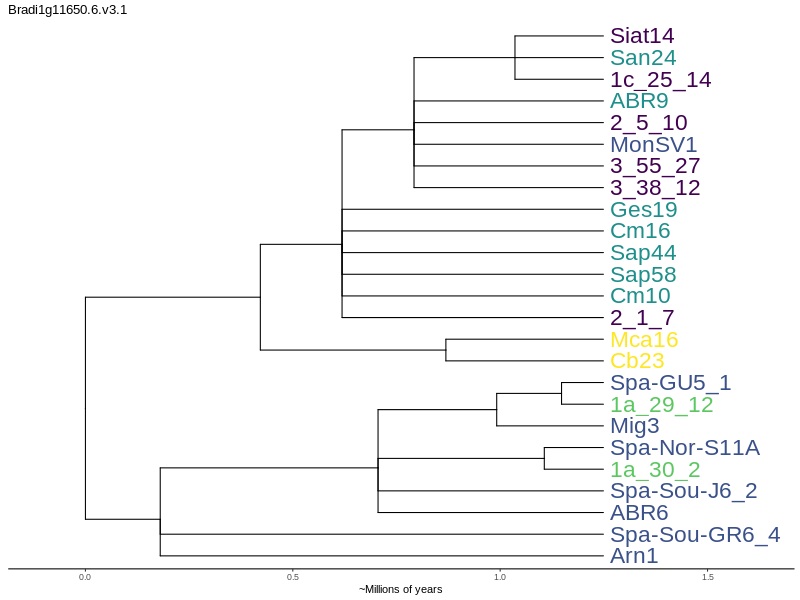 Bradi1g11650.6.v3.1
Siat14
San24
1c_25_14
ABR9
2_5_10
MonSV1
3_55_27
3_38_12
Ges19
Cm16
Sap44
Sap58
Cm10
2_1_7
Mca16
Cb23
Spa-GU5_1
1a_29_12
Mig3
Spa-Nor-S11A
1a_30_2
Spa-Sou-J6_2
ABR6
Spa-Sou-GR6_4
Arn1
0.0 0.5 1.0 1.5
~Millions of years